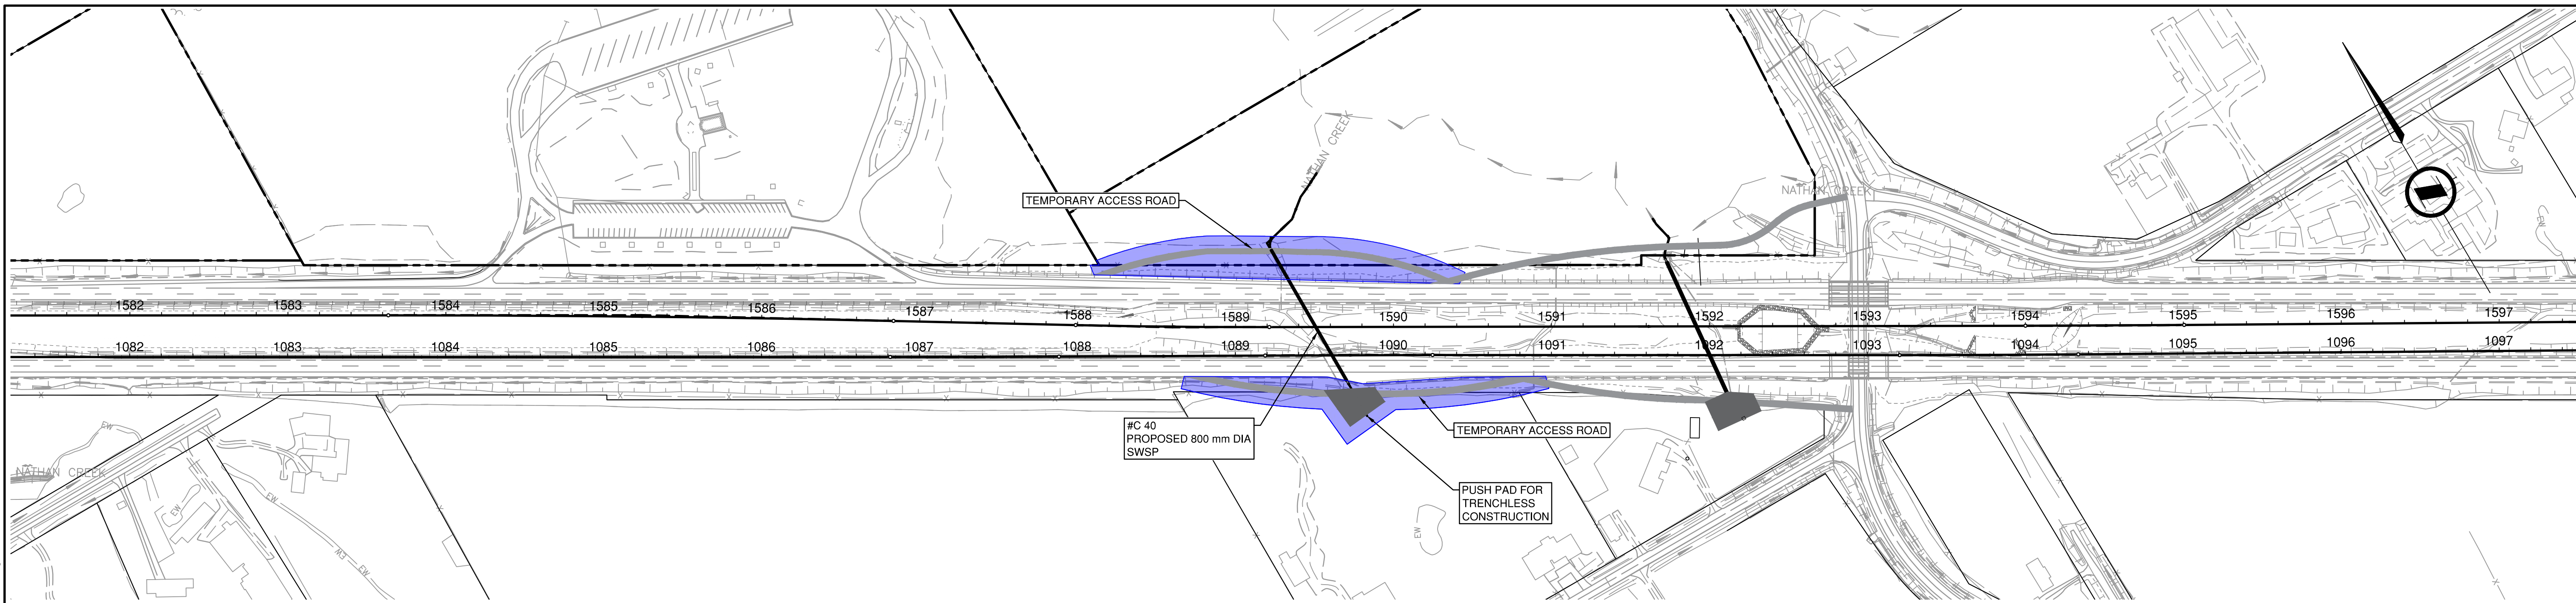 NATHAN CREEK
NATHAN CREEK
TEMPORARY ACCESS ROAD
1582 1583 1584 1585 1586 1587 1588 1589 1590 1591 1592 1593 1594 1595 1596 1597
1082 1083 1084 1085 1086 1087 1088 1089 1090 1091 1092 1093 1094 1095 1096 1097
#C 40
PROPOSED 800 mm DIA
SWSP
TEMPORARY ACCESS ROAD
PUSH PAD FOR
TRENCHLESS
CONSTRUCTION
NATHAN CREEK
EW
EW
EW
EW
EW
EW